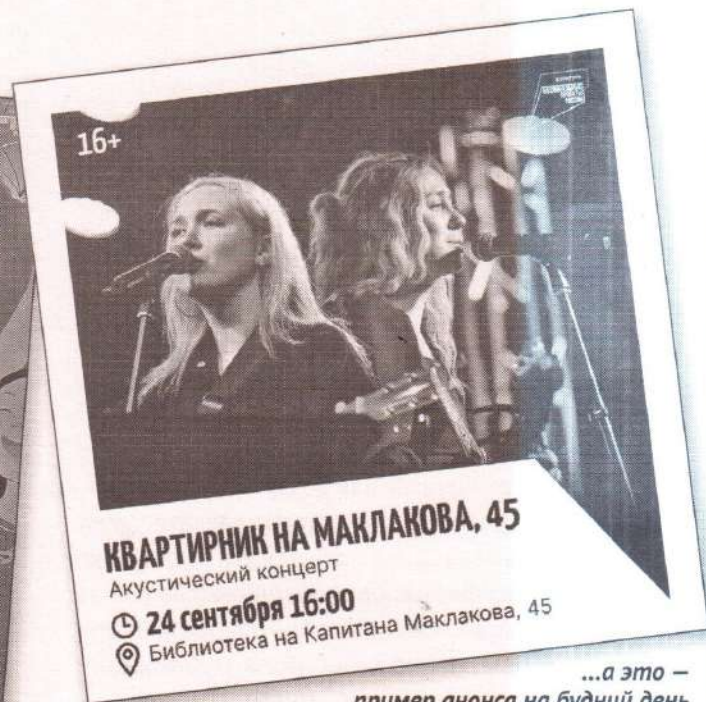 16+
КВАРТИРНИК НА МАКЛАКОВА, 45
Акустический концерт
24 сентября 16:00
Библиотека на Капитана Маклакова, 45
...а это —
пример анонса на будний день